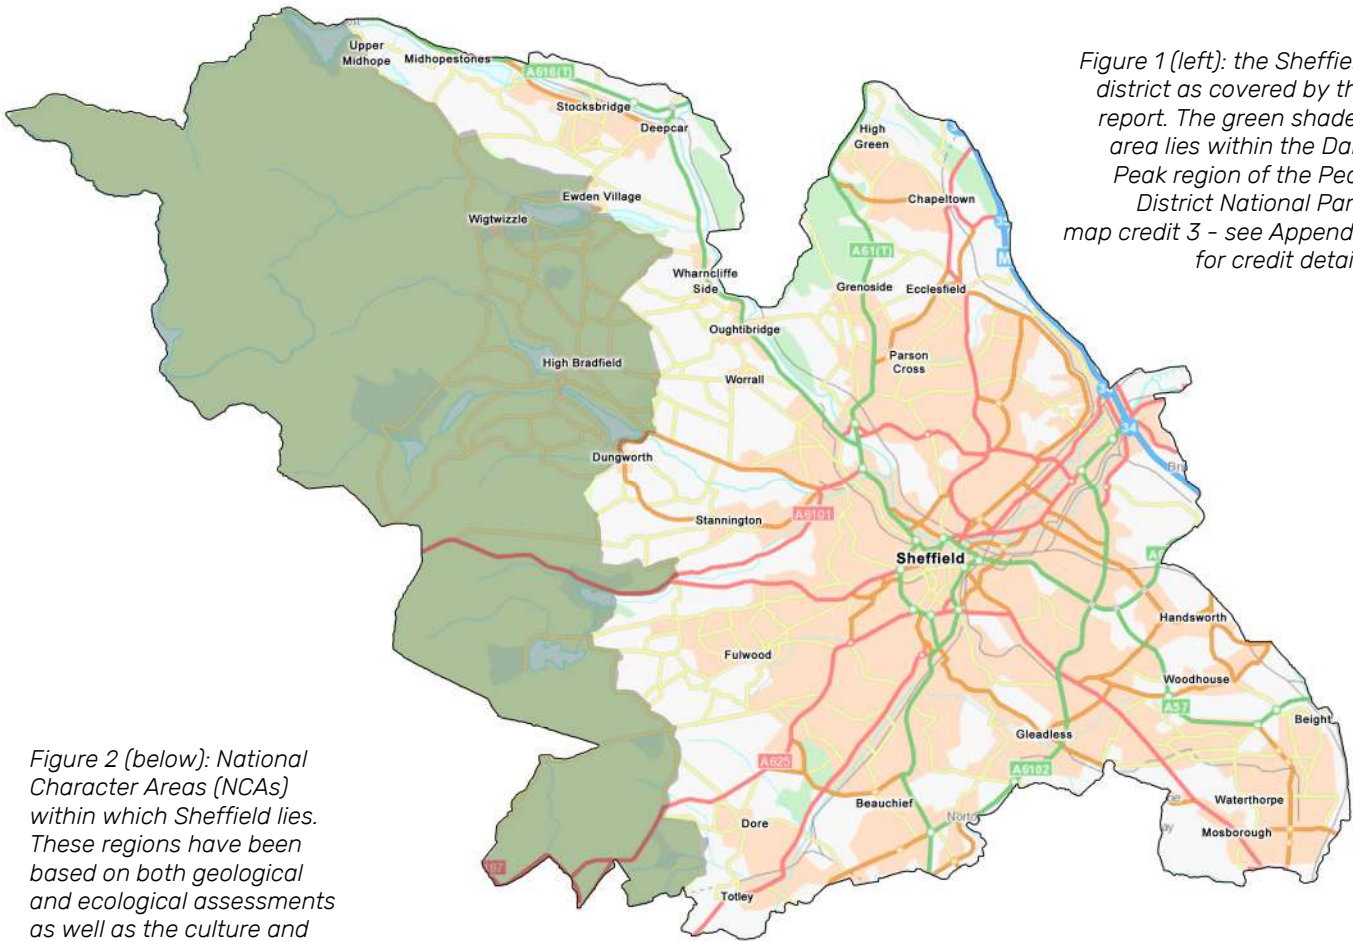 Figure 1 (left): the Sheffiel
district as covered by th
report. The green shade
area lies within the Da
Peak region of the Pea
District National Par
map credit 3 - see Append
for credit detai
Upper
Midhope
Midhopestones
A616(T)
Stocksbridge
Deepcar
High
Green
Ewden Village
Chapeltown
Wigtwizzle
A61(T)
Wharncliffe
Side
Grenoside
Ecclesfield
Oughtibridge
High Bradfield
Parson
Cross
Worrall
34
Dungworth
Bri
A6101
Stannington
Sheffield
Handsworth
Fulwood
Woodhouse
A57
Beight
Gleadless
A625
A6102
Beauchief
Waterthorpe
Dore
Norto
Mosborough
Totley
Figure 2 (below): National
Character Areas (NCAs)
within which Sheffield lies.
These regions have been
based on both geological
and ecological assessments
as well as the culture and